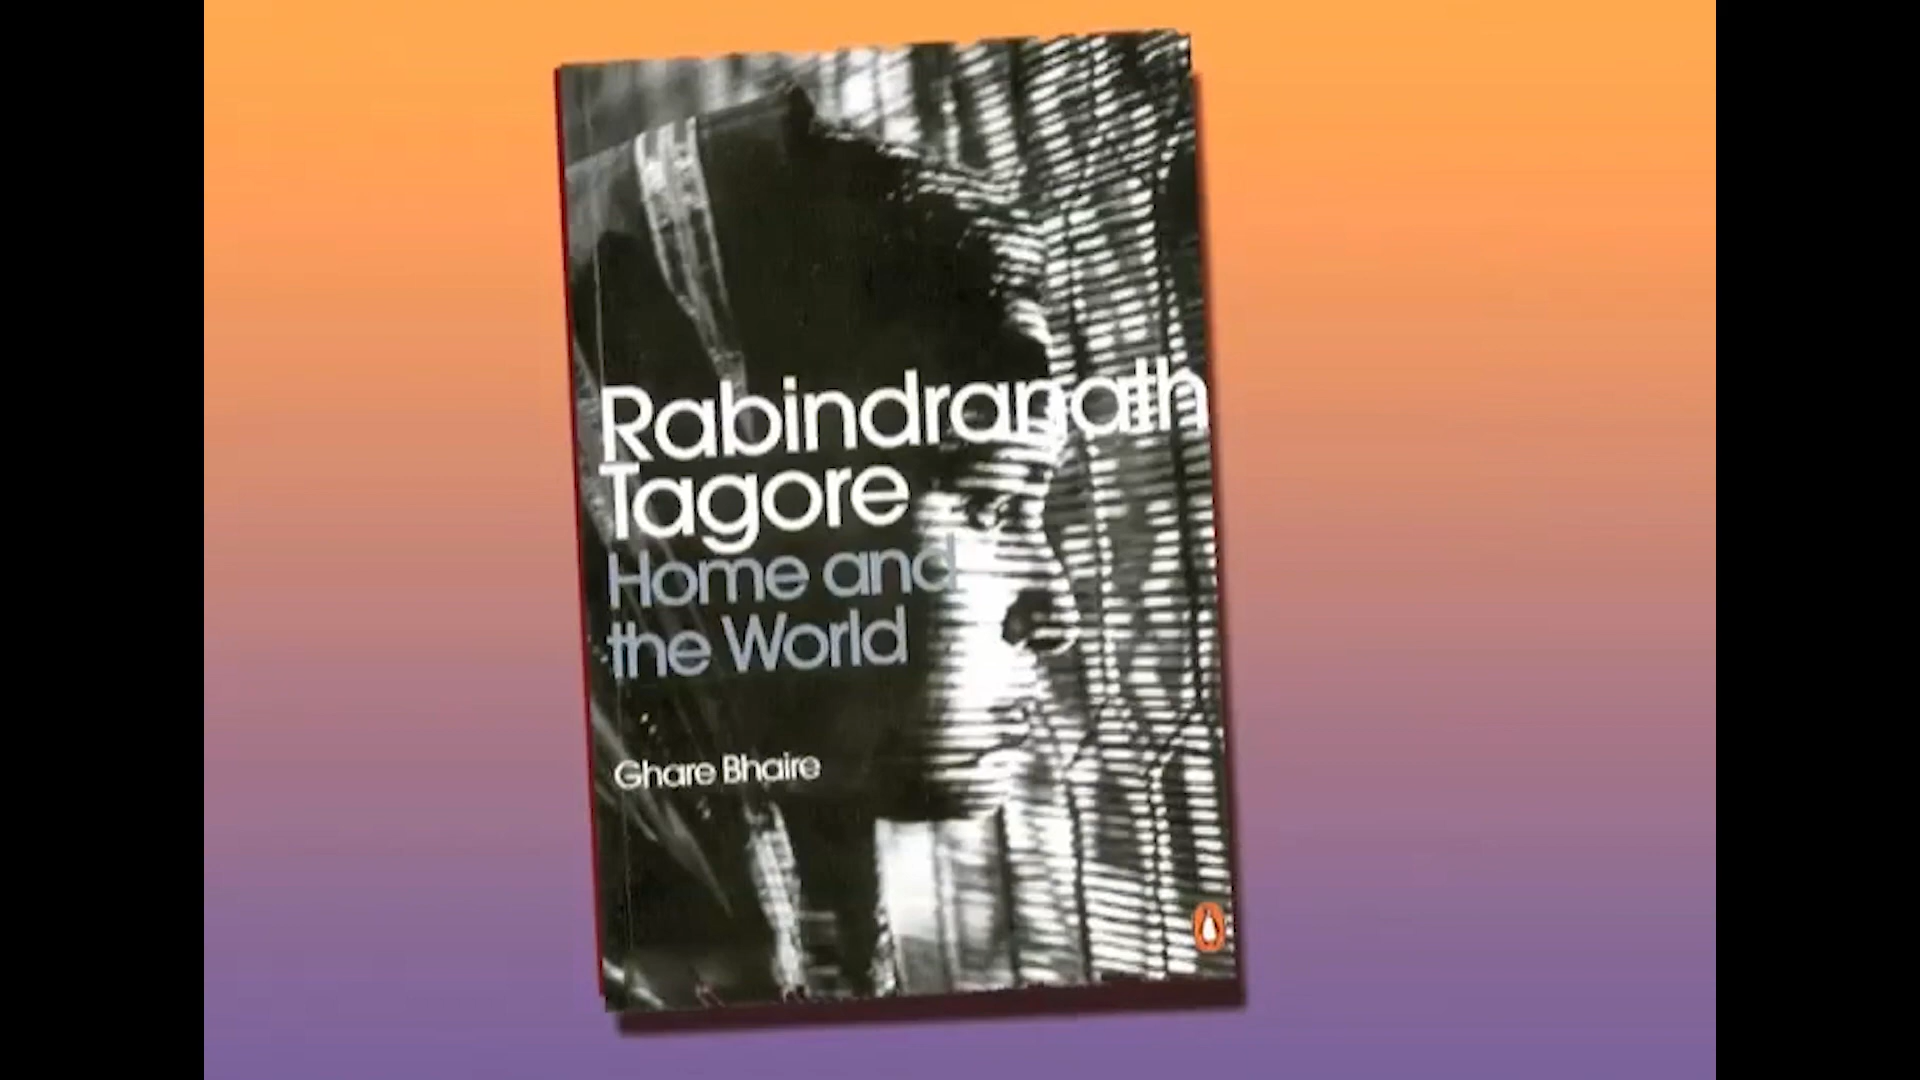 Rabindranath
Tagore
Home and
the World
Ghare Bhaire